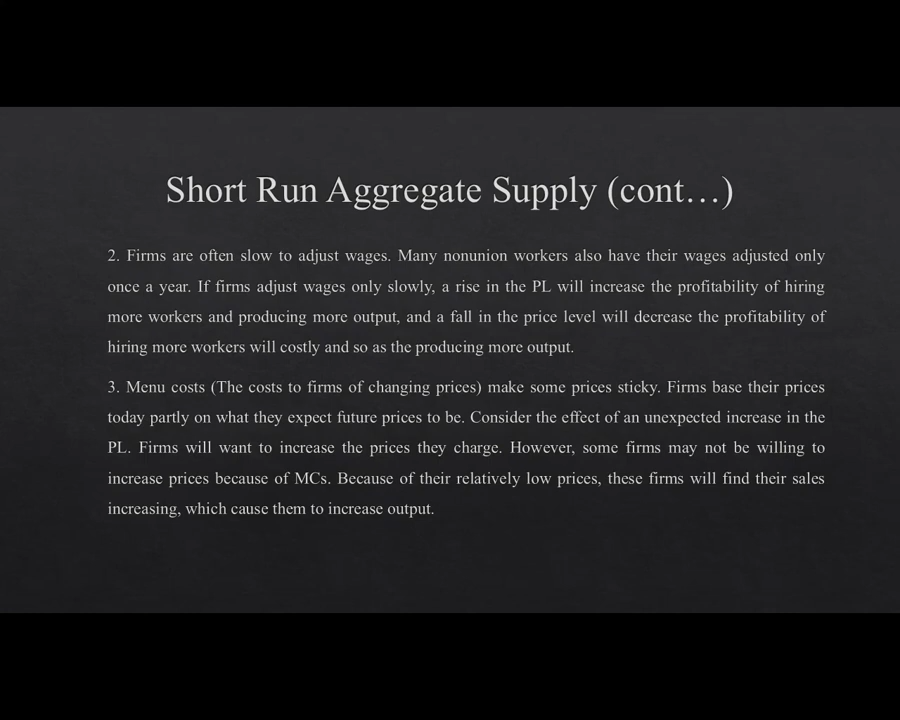 Short Run Aggregate Supply (cont…)
2. Firms are often slow to adjust wages. Many nonunion workers also have their wages adjusted only
once a year. If firms adjust wages only slowly, a rise in the PL will increase the profitability of hiring
more workers and producing more output, and a fall in the price level will decrease the profitability of
hiring more workers will costly and so as the producing more output.
3. Menu costs (The costs to firms of changing prices) make some prices sticky. Firms base their prices
today partly on what they expect future prices to be. Consider the effect of an unexpected increase in the
PL. Firms will want to increase the prices they charge. However, some firms may not be willing to
increase prices because of MCs. Because of their relatively low prices, these firms will find their sales
increasing, which cause them to increase output.